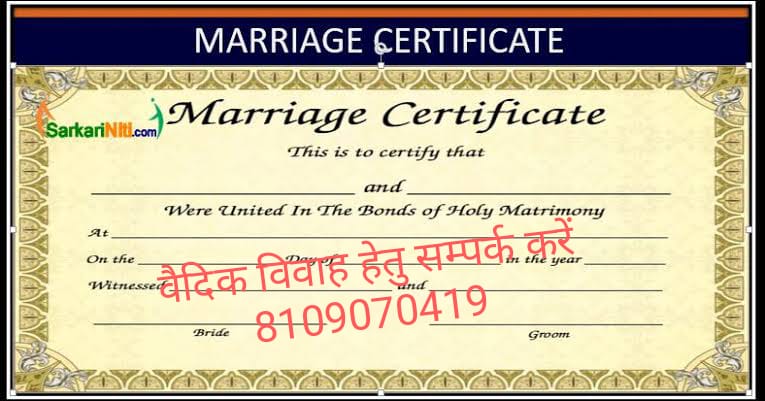 MARRIAGE CERTIFICATE
SarkariNiti.com
Marriage Certificate
This is to certify that
and
Were United In The Bonds of Holy Matrimony
At
On the Day of in the year
Witnessed and
वैदिक विवाह हेतु सम्पर्क करें
8109070419
Bride Groom